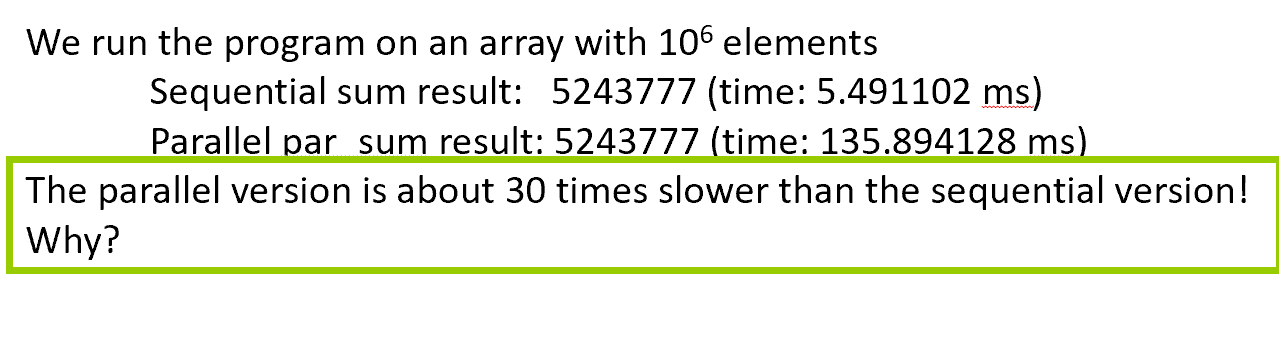 We run the program on an array with 10⁶ elements
Sequential sum result: 5243777 (time: 5.491102 ms)
Parallel par_sum result: 5243777 (time: 135.894128 ms)
The parallel version is about 30 times slower than the sequential version!
Why?